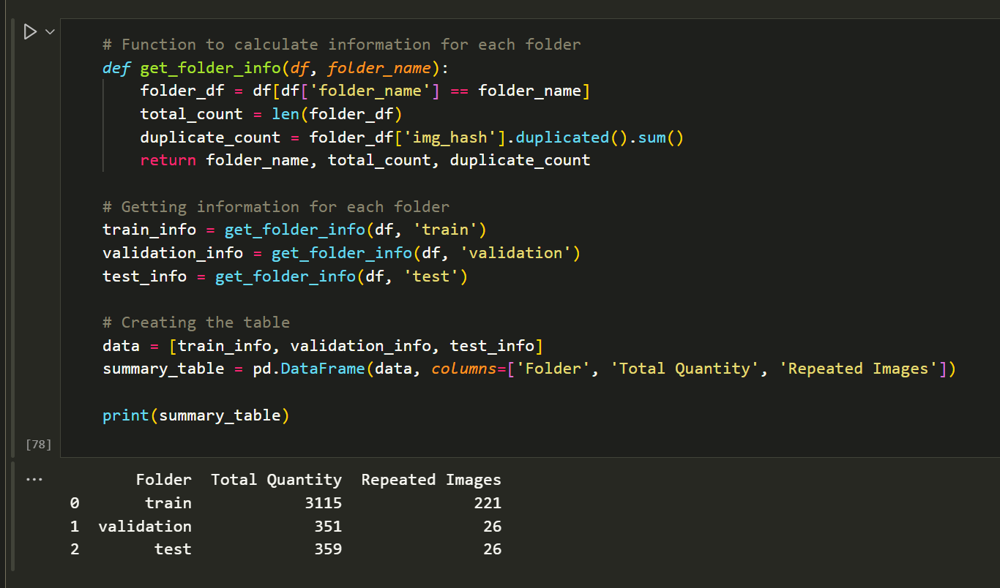 # Function to calculate information for each folder
def get_folder_info(df, folder_name):
    folder_df = df[df['folder_name'] == folder_name]
    total_count = len(folder_df)
    duplicate_count = folder_df['img_hash'].duplicated().sum()
    return folder_name, total_count, duplicate_count
# Getting information for each folder
train_info = get_folder_info(df, 'train')
validation_info = get_folder_info(df, 'validation')
test_info = get_folder_info(df, 'test')
# Creating the table
data = [train_info, validation_info, test_info]
summary_table = pd.DataFrame(data, columns=['Folder', 'Total Quantity', 'Repeated Images'])
print(summary_table)
[78]
... Folder  Total Quantity  Repeated Images
0       train            3115              221
1  validation             351               26
2        test             359               26